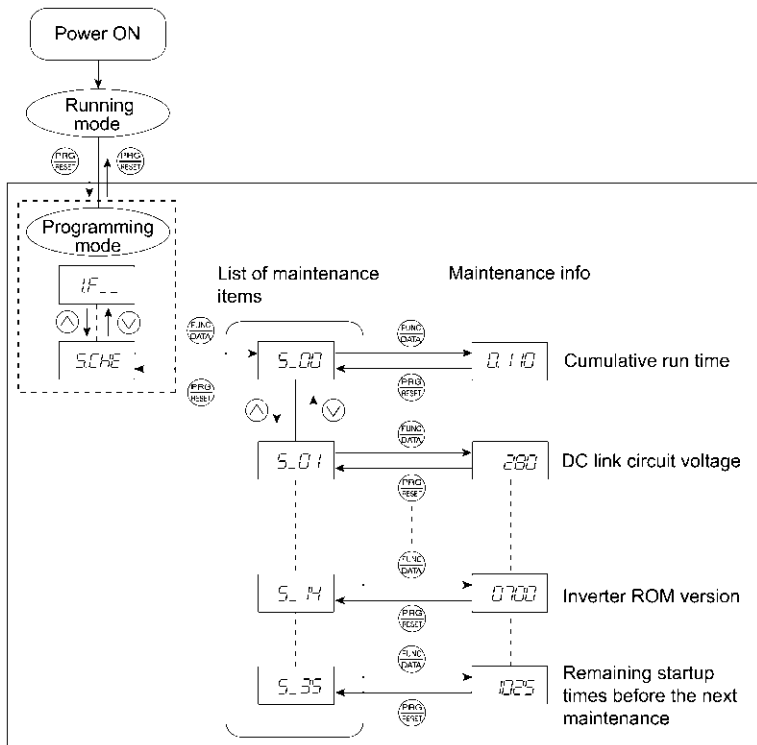 Power ON
Running
mode
PRG
RESET
PRG
RESET
Programming
mode
1.F_ _
5.CHE
List of maintenance
items
Maintenance info
FUNC
DATA
PRG
RESET
5_00
FUNC
DATA
PRG
RESET
0.110
Cumulative run time
5_01
FUNC
DATA
PRG
RESET
280
DC link circuit voltage
5_14
FUNC
DATA
PRG
RESET
0700
Inverter ROM version
5_35
FUNC
DATA
PRG
RESET
1025
Remaining startup
times before the next
maintenance